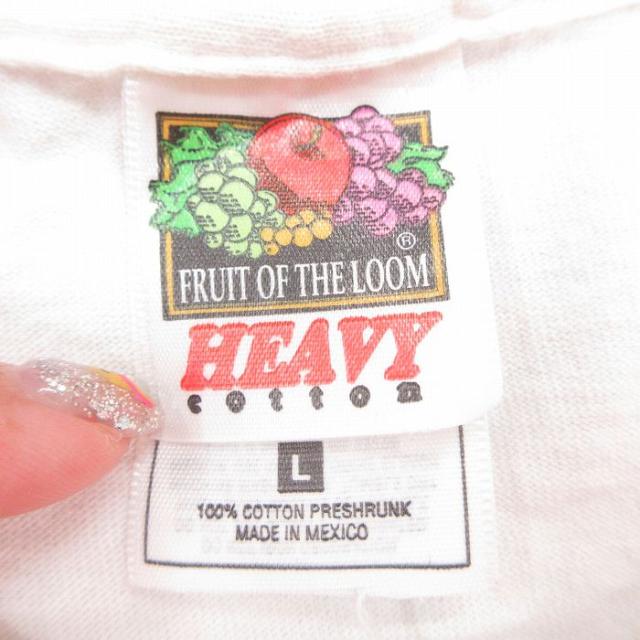 ®
FRUIT OF THE LOOM
HEAVY
cotton
L
100% COTTON PRESHRUNK
MADE IN MEXICO